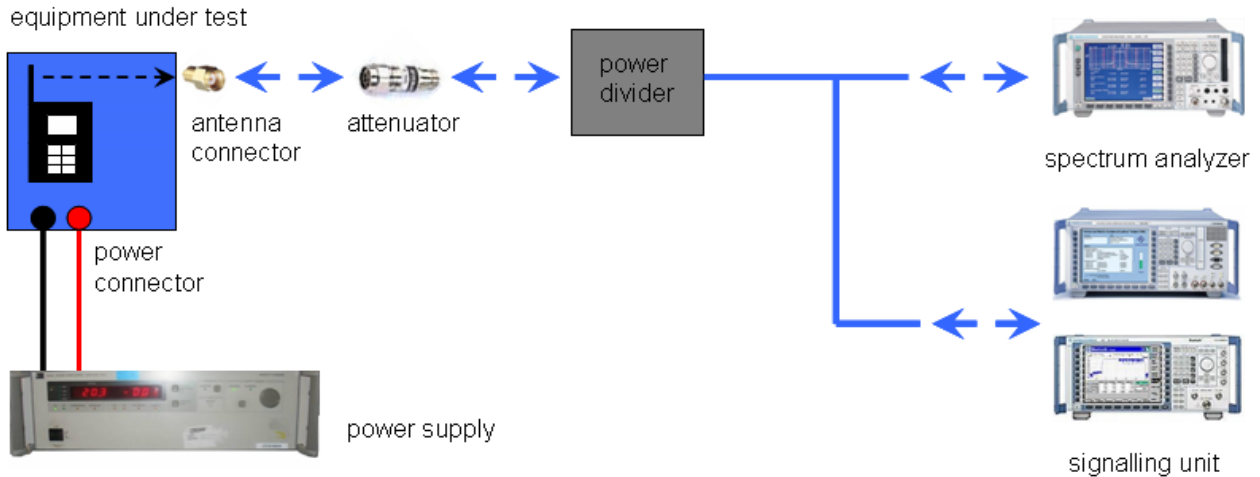 equipment under test
antenna
connector
attenuator
power
divider
spectrum analyzer
power
connector
power supply
signalling unit